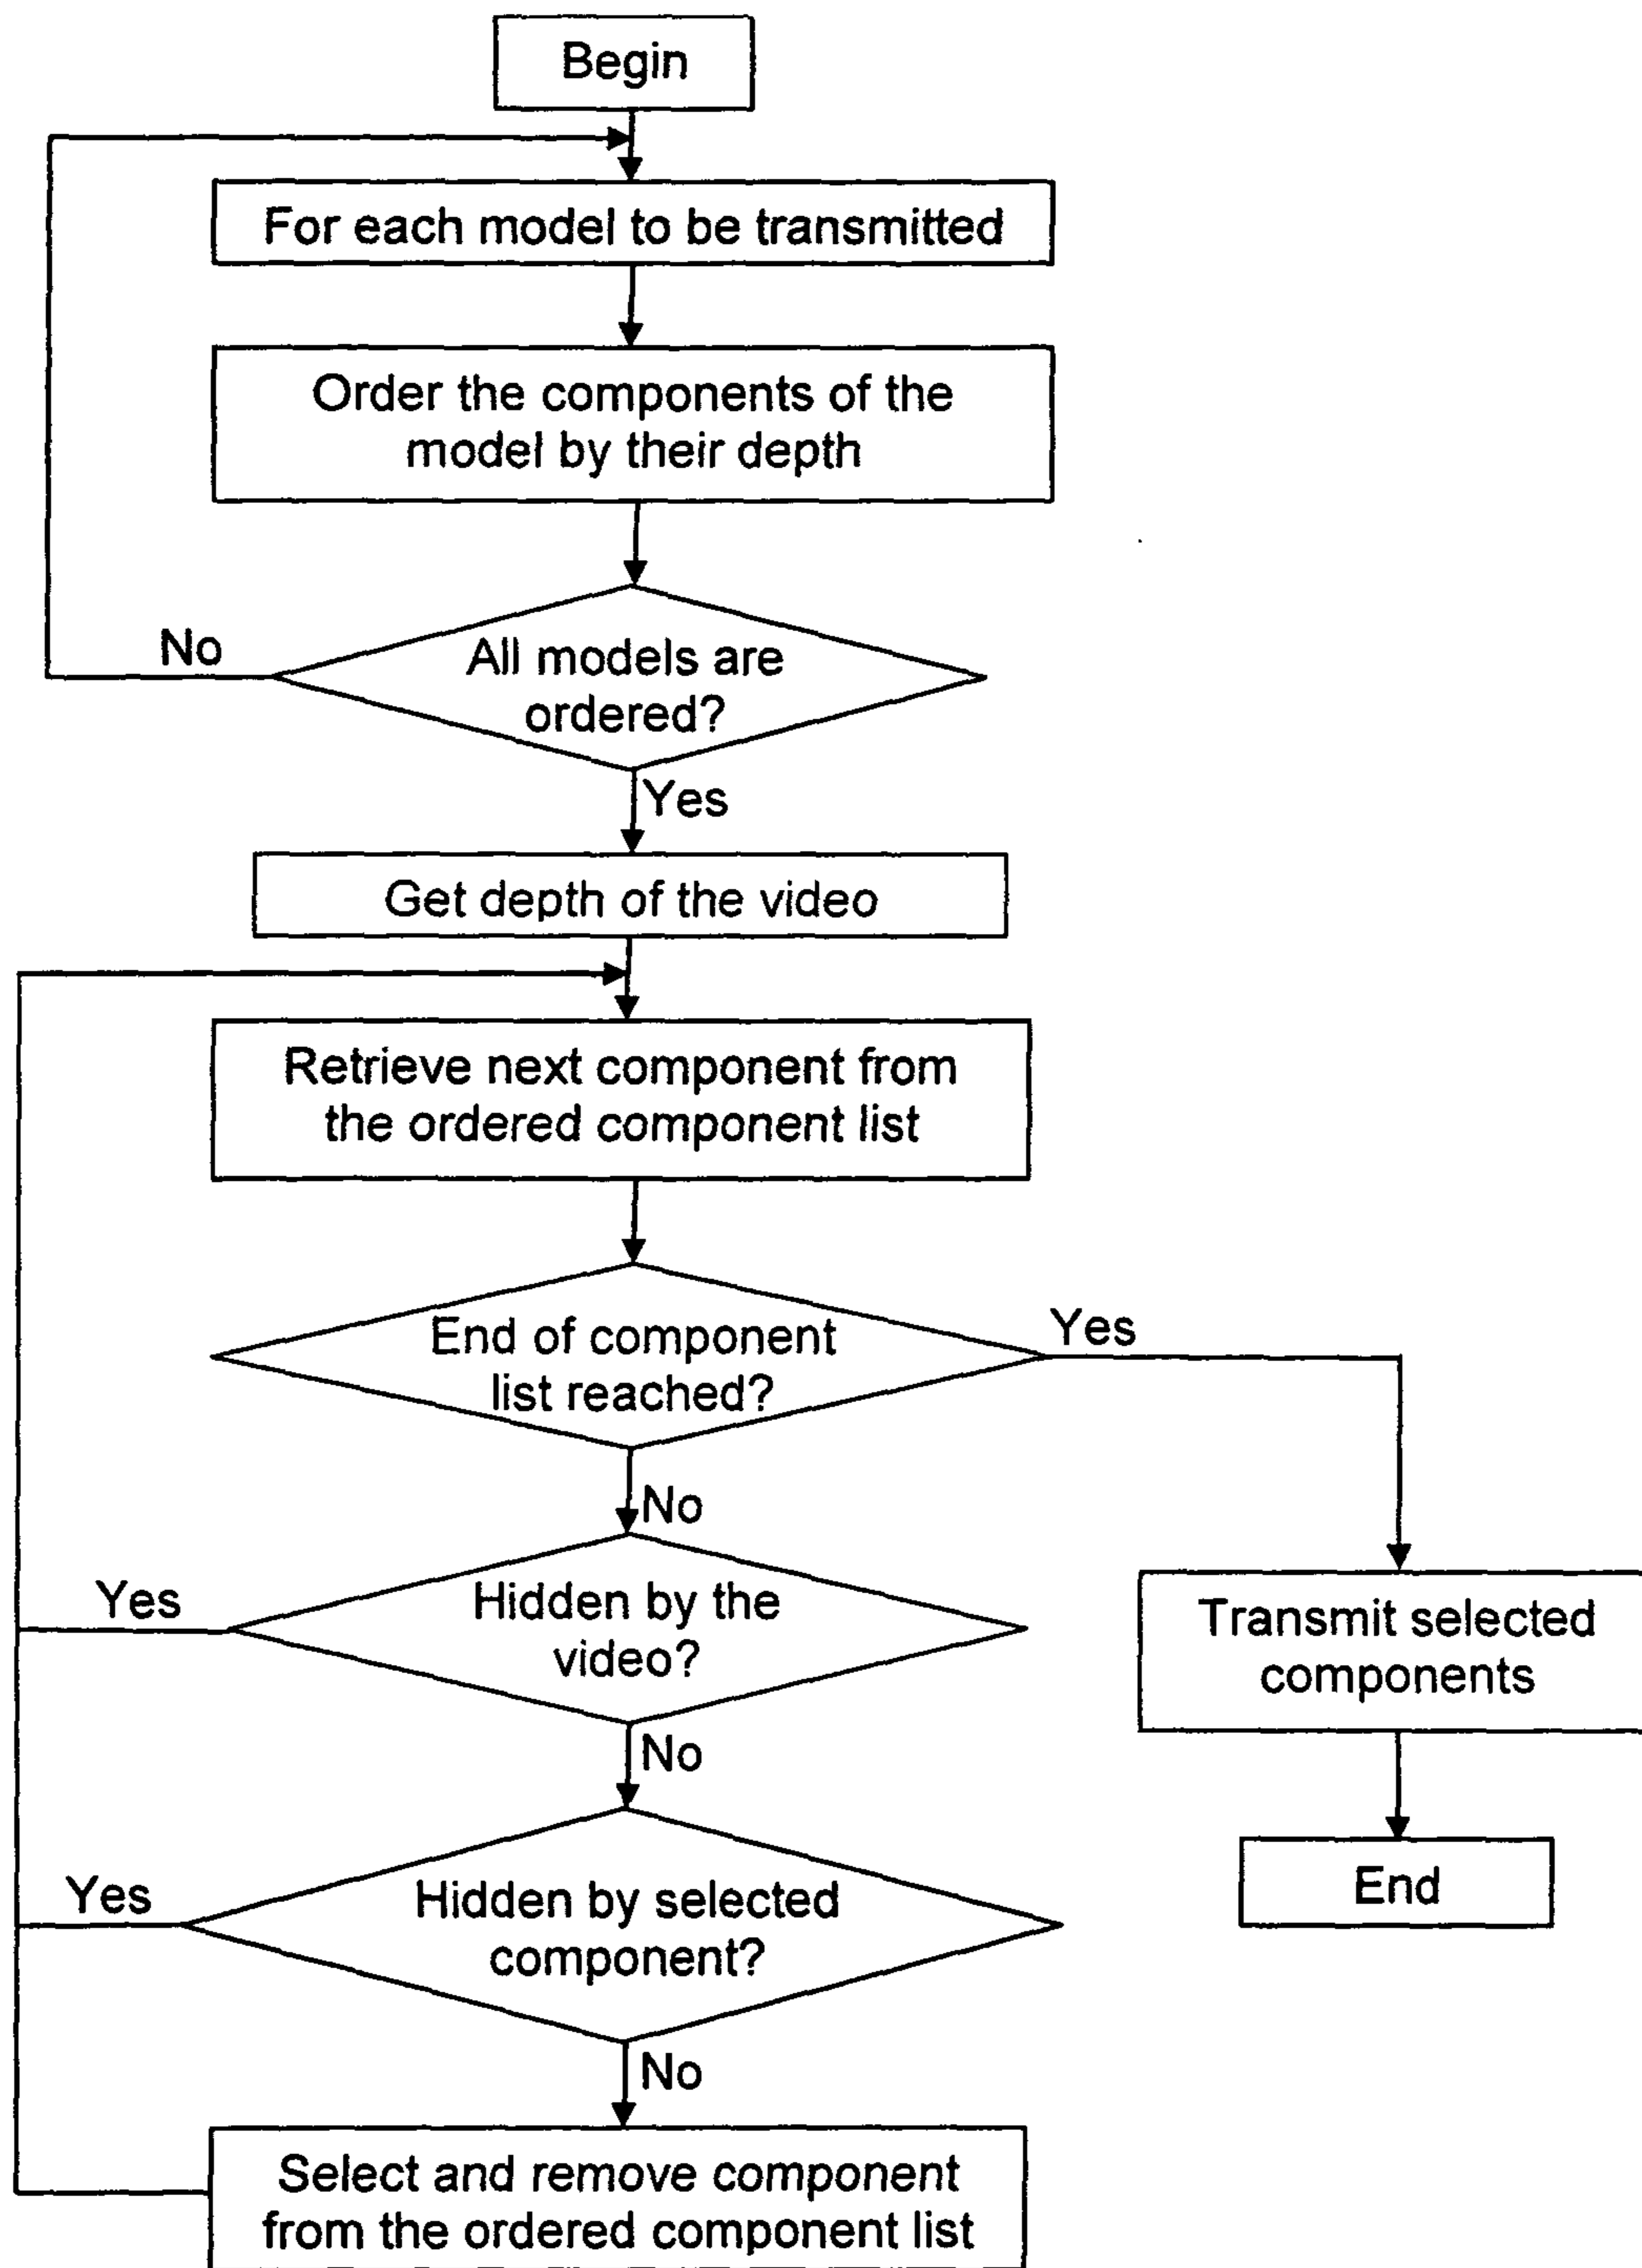 Begin
For each model to be transmitted
Order the components of the
model by their depth
No
All models are
ordered?
Yes
Get depth of the video
Retrieve next component from
the ordered component list
End of component
list reached?
Yes
No
Hidden by the
video?
Yes
Transmit selected
components
No
Hidden by selected
component?
Yes
End
No
Select and remove component
from the ordered component list